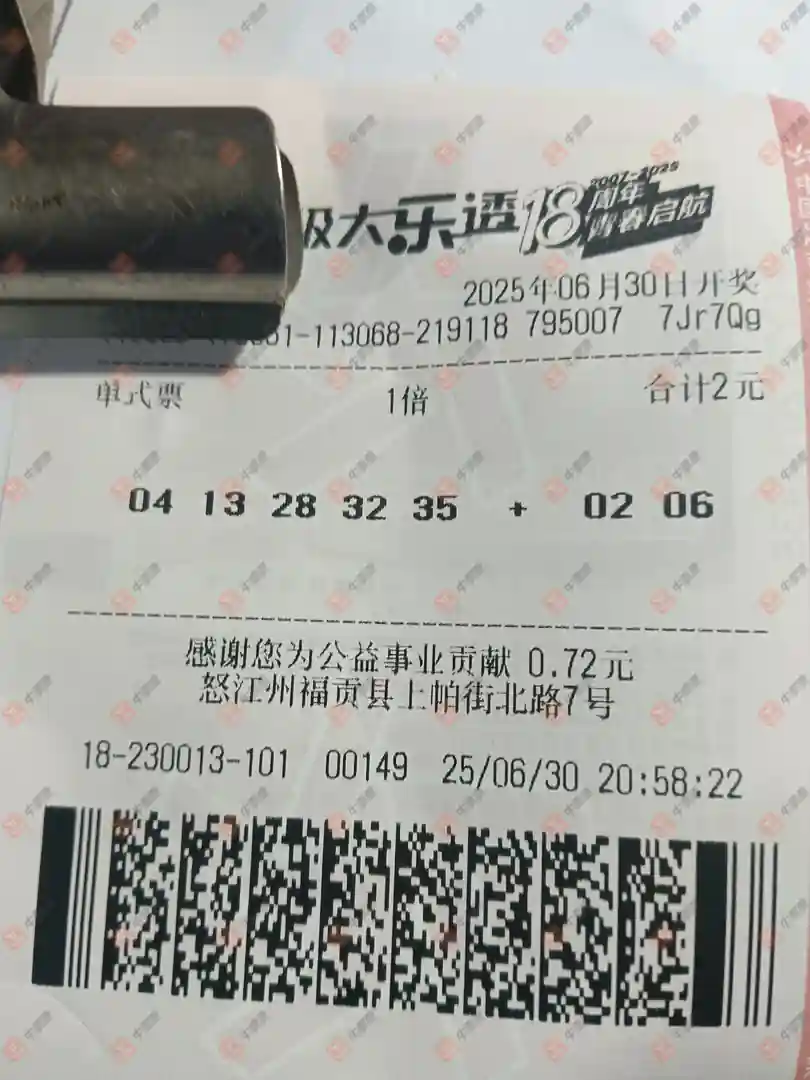 级大乐透18周年 2007-2025
青春启航
2025年06月30日开奖
1-113068-219118 795007 7Jr7Qg
单式票 1倍 合计2元
04 13 28 32 35 + 02 06
感谢您为公益事业贡献 0.72元
怒江州福贡县上帕街北路7号
18-230013-101 00149 25/06/30 20:58:22